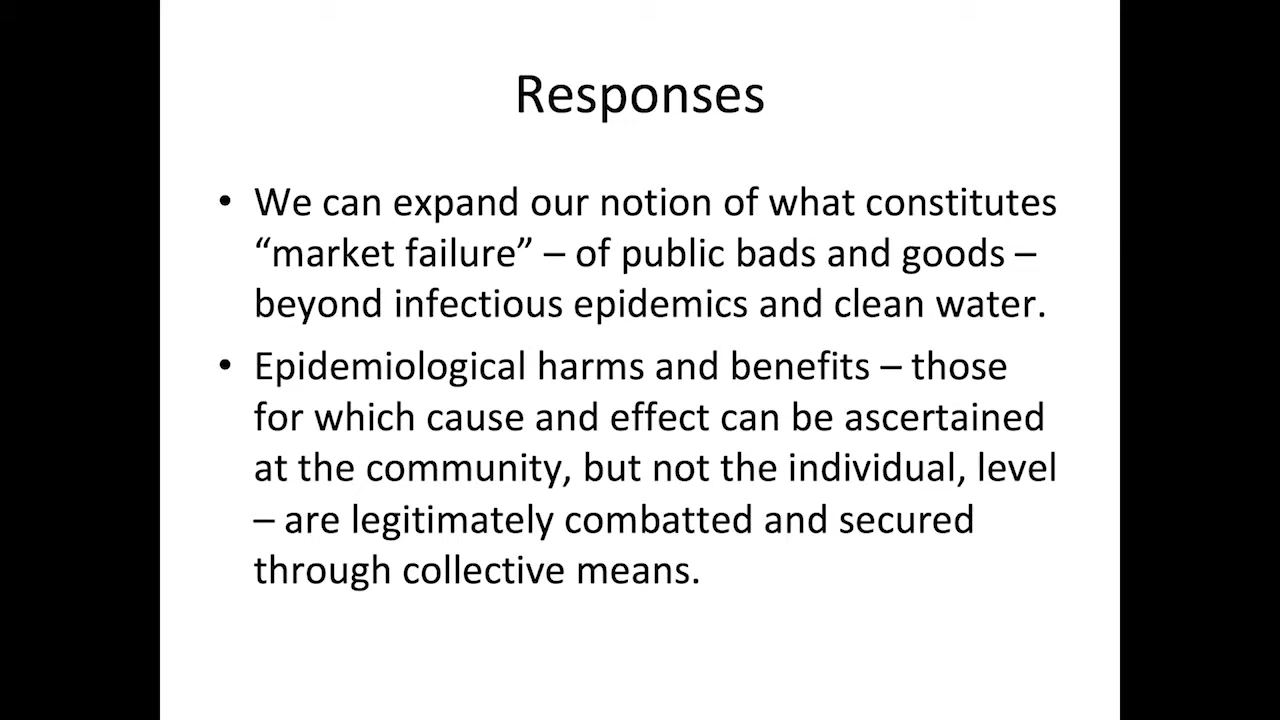 Responses
• We can expand our notion of what constitutes
“market failure” – of public bads and goods –
beyond infectious epidemics and clean water.
• Epidemiological harms and benefits – those
for which cause and effect can be ascertained
at the community, but not the individual, level
– are legitimately combatted and secured
through collective means.